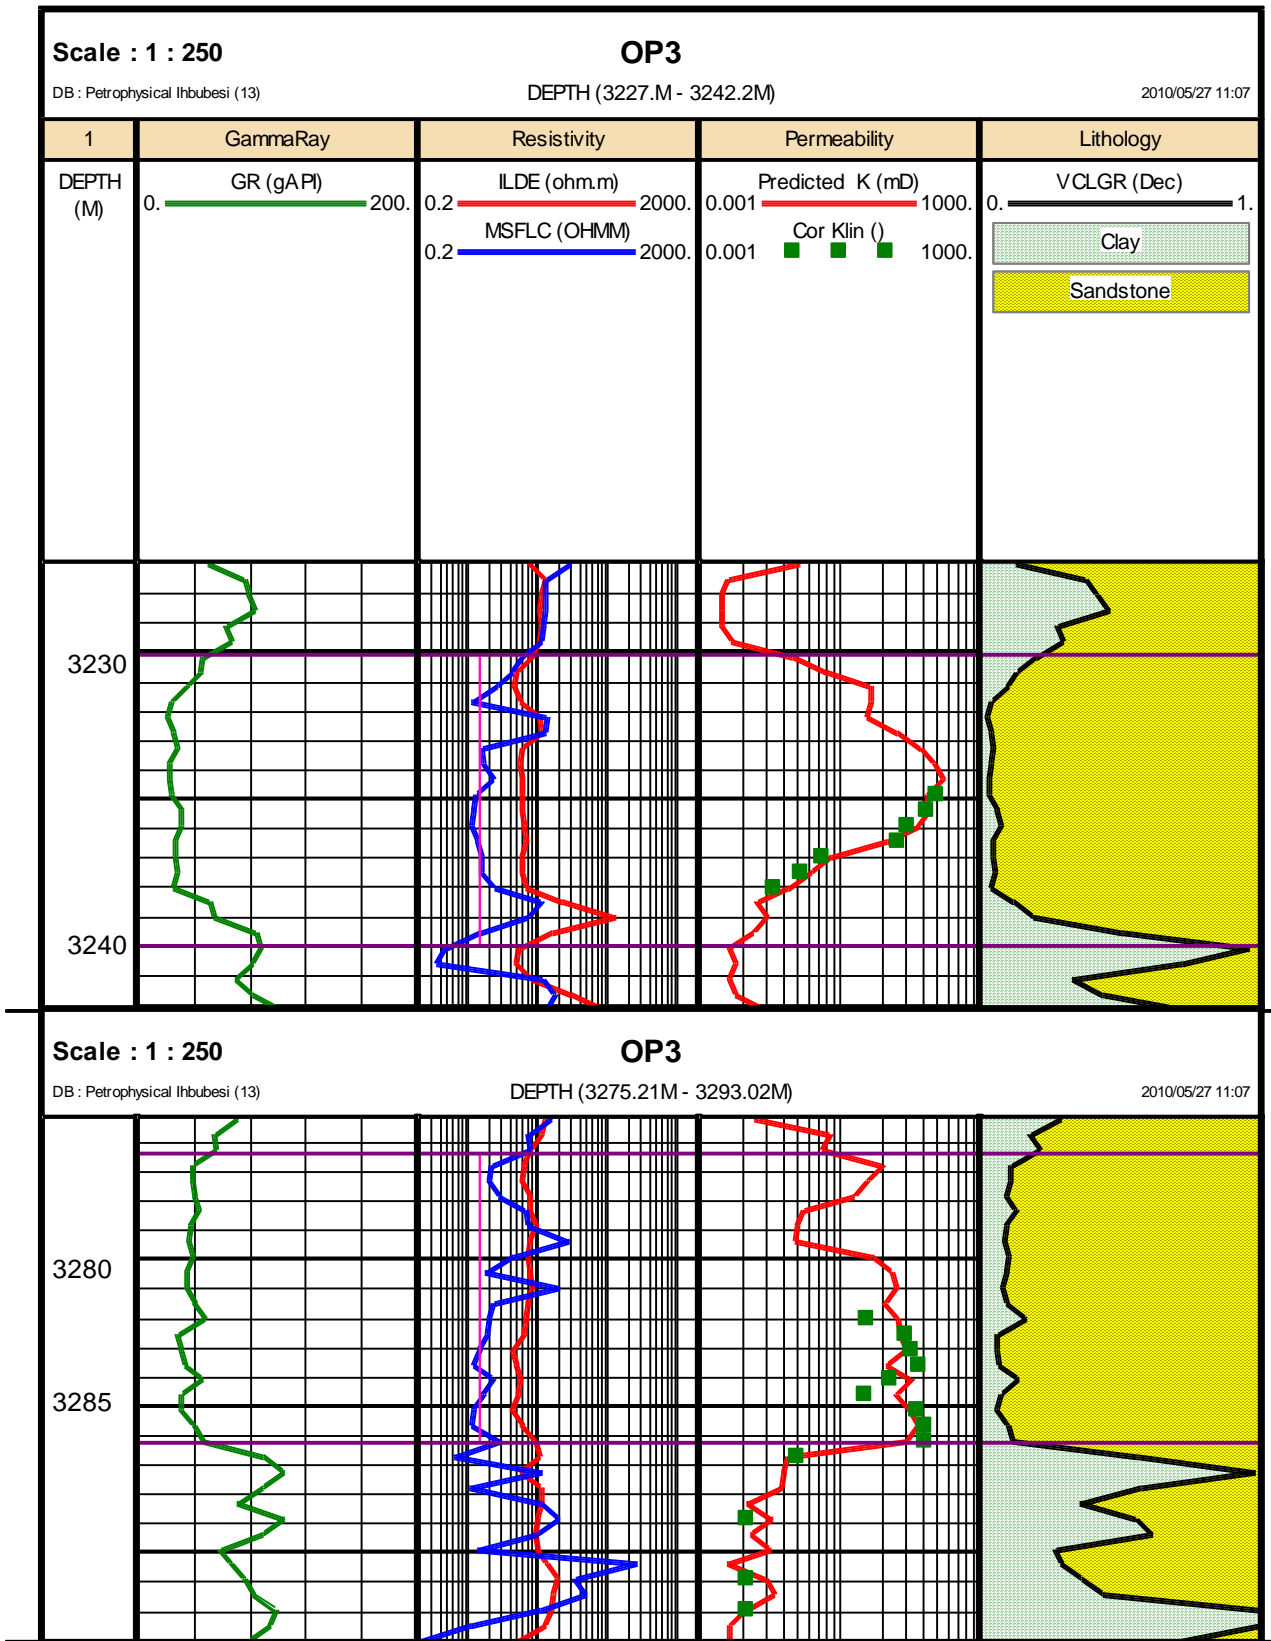 Scale : 1 : 250 OP3
DB : Petrophysical Ihbubesi (13) DEPTH (3227.M - 3242.2M) 2010/05/27 11:07
1 GammaRay Resistivity Permeability Lithology
DEPTH (M)
GR (gAPI)
0. 200.
ILDE (ohm.m)
0.2 2000.
MSFLC (OHMM)
0.2 2000.
Predicted K (mD)
0.001 1000.
Cor Klin ()
0.001 1000.
VCLGR (Dec)
0. 1.
Clay
Sandstone
3230
3240
Scale : 1 : 250 OP3
DB : Petrophysical Ihbubesi (13) DEPTH (3275.21M - 3293.02M) 2010/05/27 11:07
3280
3285